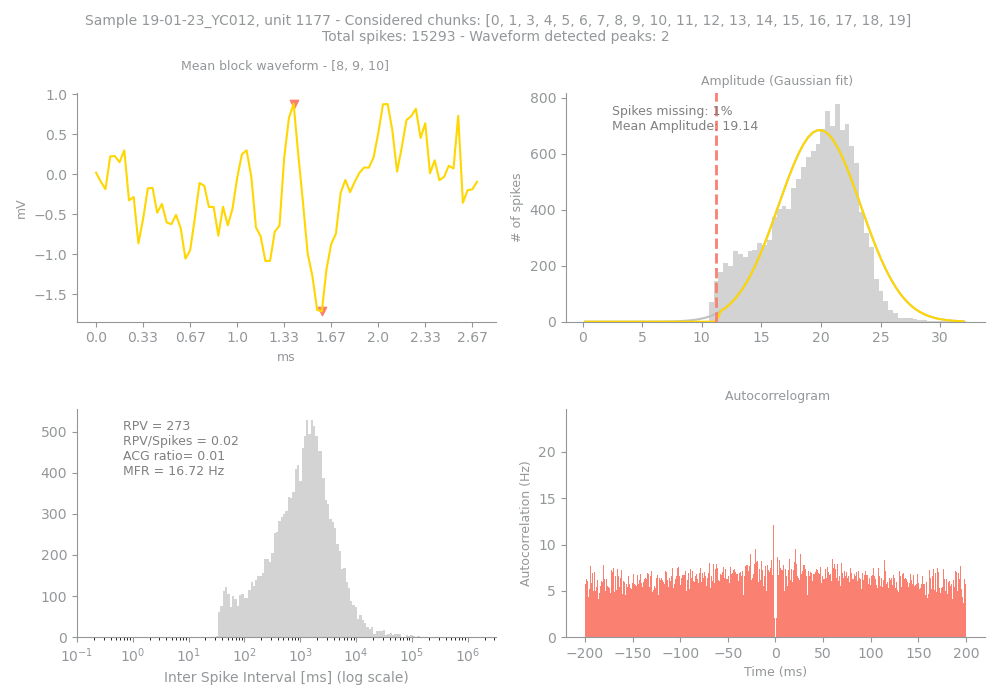 Sample 19-01-23_YC012, unit 1177 - Considered chunks: [0, 1, 3, 4, 5, 6, 7, 8, 9, 10, 11, 12, 13, 14, 15, 16, 17, 18, 19]
Total spikes: 15293 - Waveform detected peaks: 2
Mean block waveform - [8, 9, 10]
1.0
0.5
0.0
−0.5
−1.0
−1.5
mV
0.0 0.33 0.67 1.0 1.33 1.67 2.0 2.33 2.67
ms
Amplitude (Gaussian fit)
Spikes missing: 1%
Mean Amplitude: 19.14
800
600
400
200
0
# of spikes
0 5 10 15 20 25 30
RPV = 273
RPV/Spikes = 0.02
ACG ratio= 0.01
MFR = 16.72 Hz
500
400
300
200
100
0
10−1 100 101 102 103 104 105 106
Inter Spike Interval [ms] (log scale)
Autocorrelogram
20
15
10
5
0
Autocorrelation (Hz)
−200 −150 −100 −50 0 50 100 150 200
Time (ms)